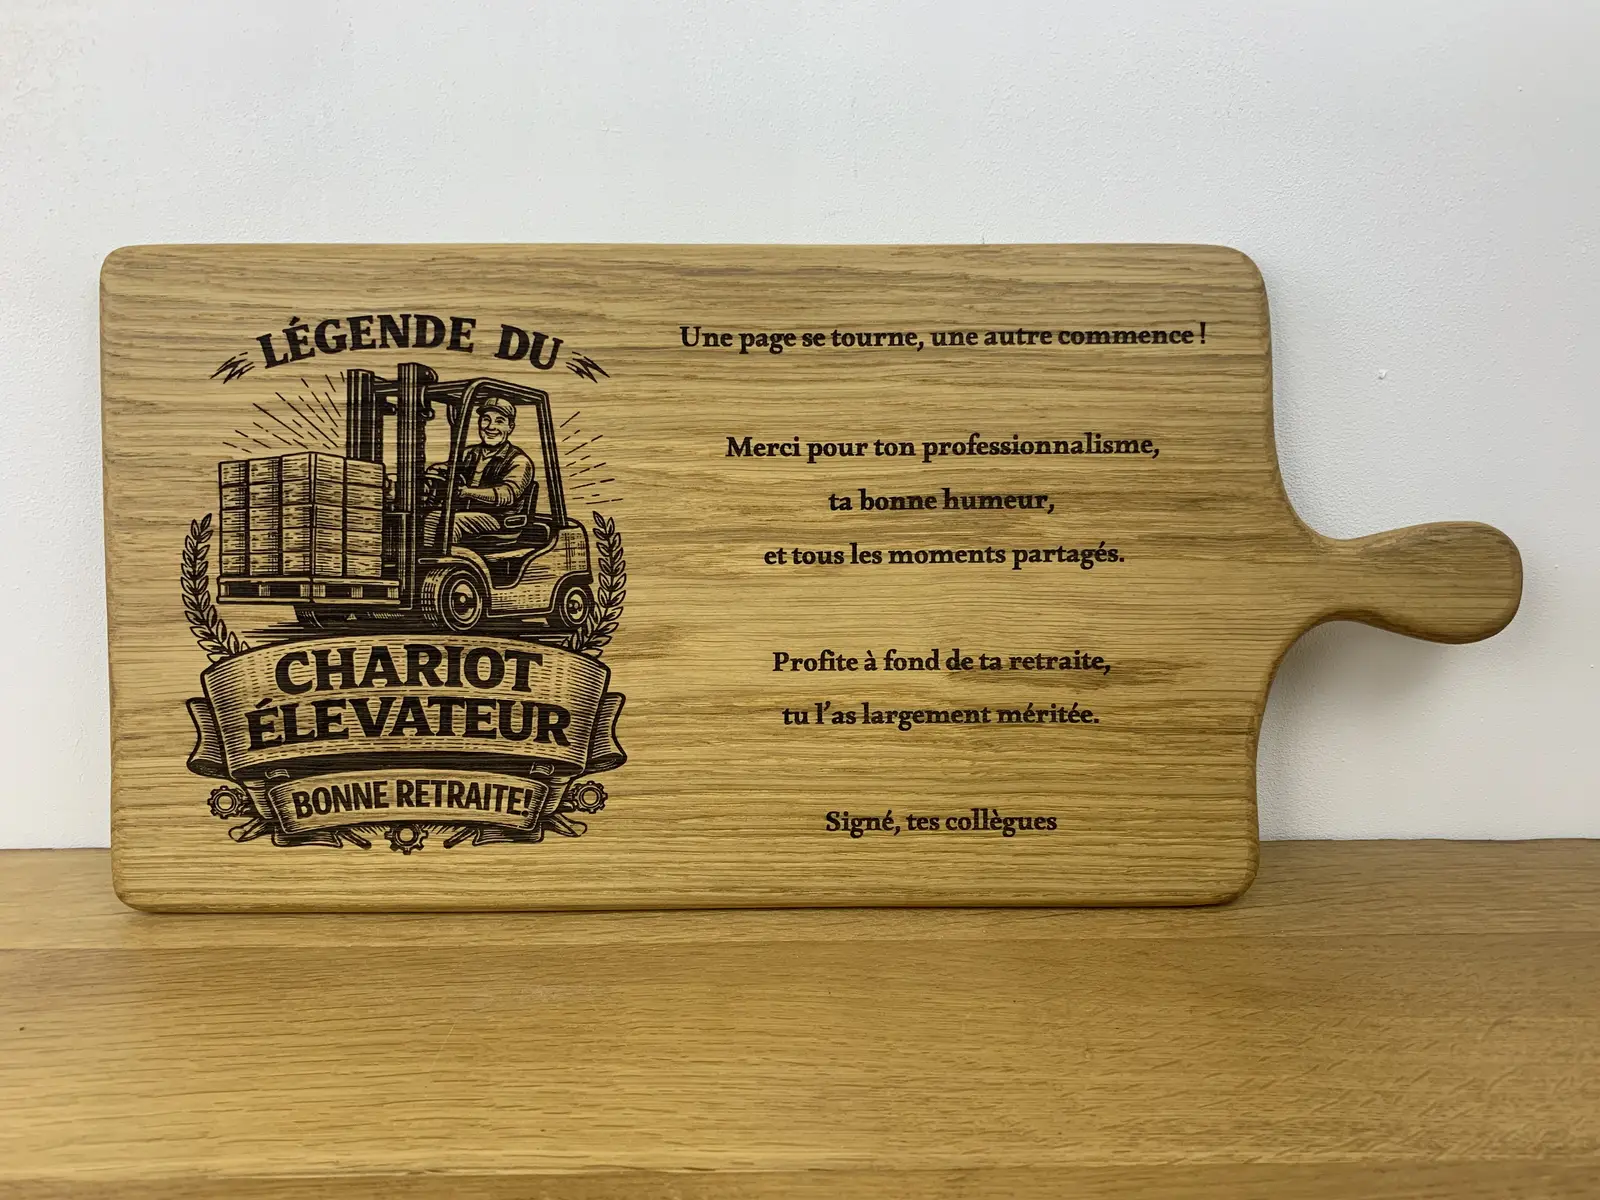 LÉGENDE DU
CHARIOT
ÉLEVATEUR
BONNE RETRAITE!
Une page se tourne, une autre commence !
Merci pour ton professionnalisme,
ta bonne humeur,
et tous les moments partagés.
Profite à fond de ta retraite,
tu l'as largement méritée.
Signé, tes collègues